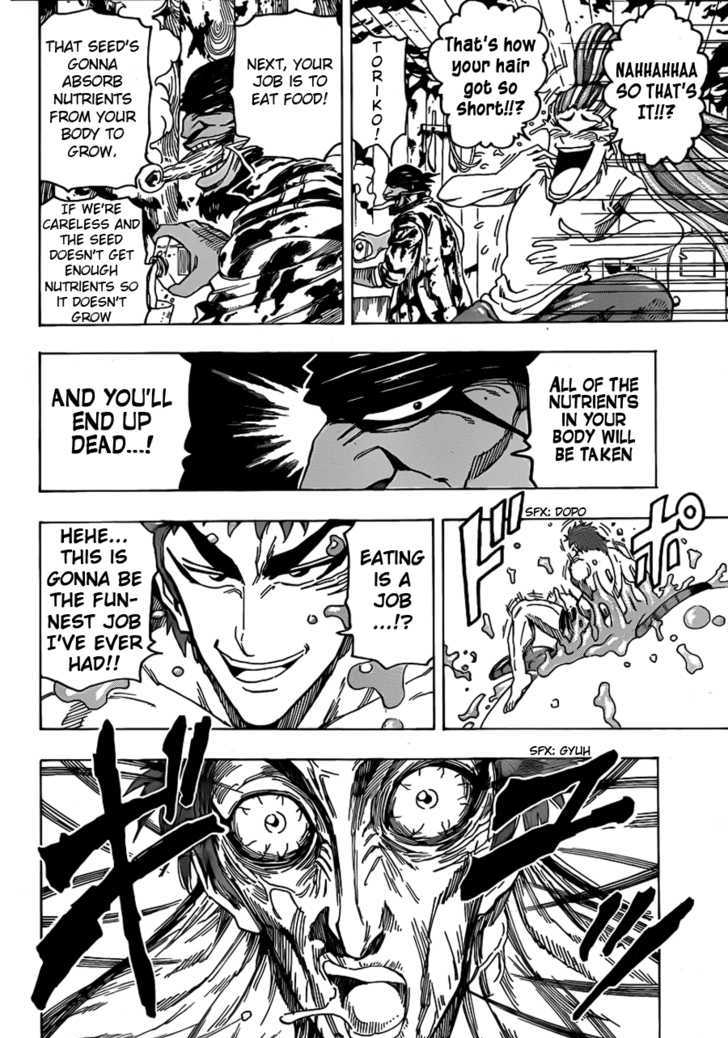 NAHHAHHAA
SO THAT'S
IT!!?
That's how
your hair
got so
short!!?
TORIKO!
NEXT, YOUR
JOB IS TO
EAT FOOD!
THAT SEED'S
GONNA
ABSORB
NUTRIENTS
FROM YOUR
BODY TO
GROW.
IF WE'RE
CARELESS AND
THE SEED
DOESN'T GET
ENOUGH
NUTRIENTS SO
IT DOESN'T
GROW
ALL OF THE
NUTRIENTS
IN YOUR
BODY WILL
BE TAKEN
AND YOU'LL
END UP
DEAD...!
SFX: DOPO
ドポ
EATING
IS A
JOB
...!?
HEHE...
THIS IS
GONNA BE
THE FUN-
NEST JOB
I'VE EVER
HAD!!
SFX: GYUH
ギュ